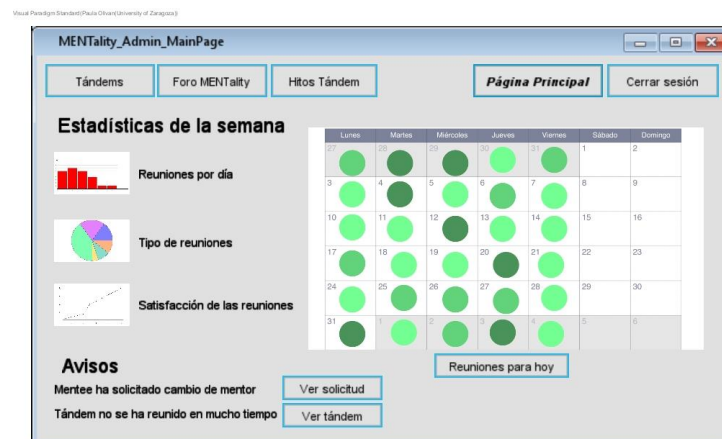 Visual Paradigm Standard(Paula Olivan(University of Zaragoza))
MENTality_Admin_MainPage
Tándems Foro MENTality Hitos Tándem Página Principal Cerrar sesión
Estadísticas de la semana
Lunes Martes Miércoles Jueves Viernes Sábado Domingo
27 28 29 30 31 1 2
Reuniones por día
3 4 5 6 7 8 9
10 11 12 13 14 15 16
Tipo de reuniones
17 18 19 20 21 22 23
24 25 26 27 28 29 30
Satisfacción de las reuniones
31 1 2 3 4 5 6
Avisos
Reuniones para hoy
Mentee ha solicitado cambio de mentor Ver solicitud
Tándem no se ha reunido en mucho tiempo Ver tándem